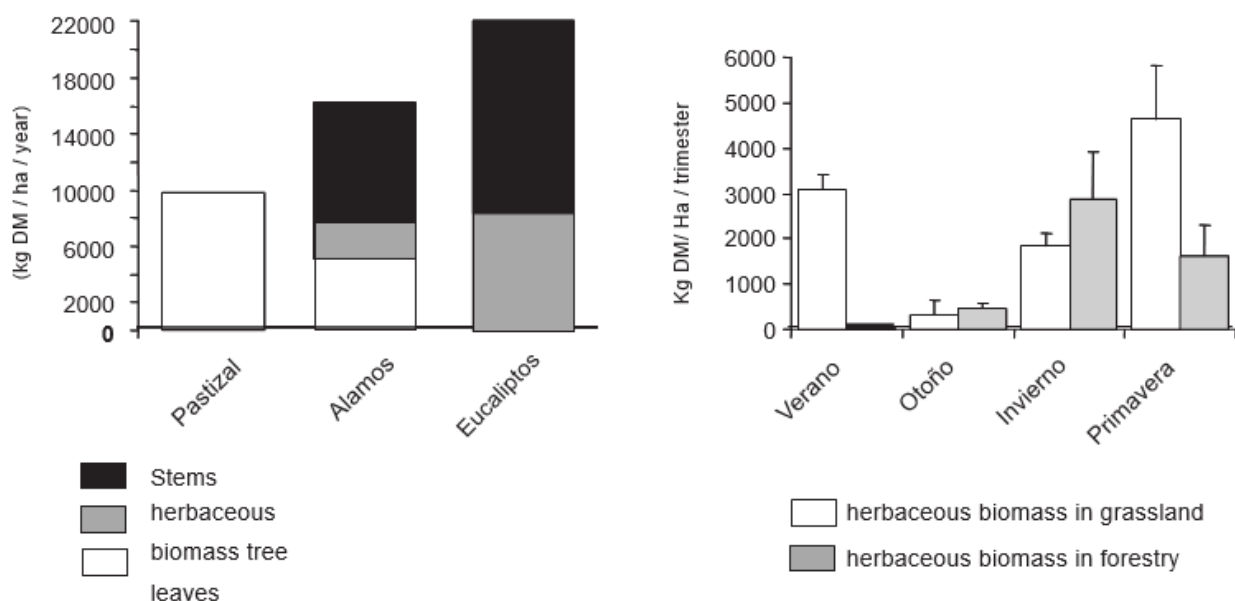 (kg DM / ha / year)
22000
18000
14000
10000
6000
2000
0
Pastizal
Alamos
Eucaliptos
Stems
herbaceous
biomass tree
leaves
Kg DM/ Ha / trimester
6000
5000
4000
3000
2000
1000
0
Verano
Otoño
Invierno
Primavera
herbaceous biomass in grassland
herbaceous biomass in forestry